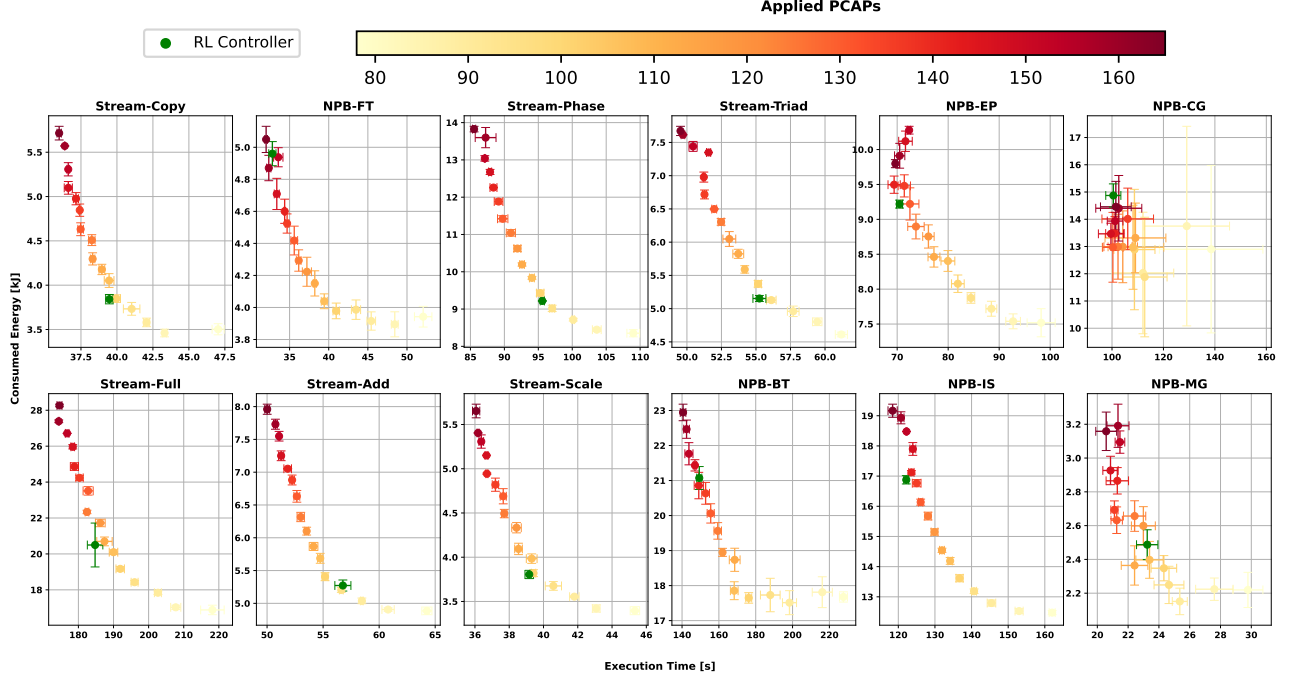 Applied PCAPs
RL Controller
80 90 100 110 120 130 140 150 160
Stream-Copy NPB-FT Stream-Phase Stream-Triad NPB-EP NPB-CG
5.5 5.0 4.5 4.0 3.5
37.5 40.0 42.5 45.0 47.5
5.0 4.8 4.6 4.4 4.2 4.0 3.8
35 40 45 50
14 13 12 11 10 9 8
85 90 95 100 105 110
7.5 7.0 6.5 6.0 5.5 5.0 4.5
50.0 52.5 55.0 57.5 60.0
10.0 9.5 9.0 8.5 8.0 7.5
70 80 90 100
17 16 15 14 13 12 11 10
100 120 140 160
Consumed Energy [kJ]
Stream-Full Stream-Add Stream-Scale NPB-BT NPB-IS NPB-MG
28 26 24 22 20 18
180 190 200 210 220
8.0 7.5 7.0 6.5 6.0 5.5 5.0
50 55 60 65
5.5 5.0 4.5 4.0 3.5
36 38 40 42 44 46
23 22 21 20 19 18 17
140 160 180 200 220
19 18 17 16 15 14 13
120 130 140 150 160
3.2 3.0 2.8 2.6 2.4 2.2
20 22 24 26 28 30
Execution Time [s]